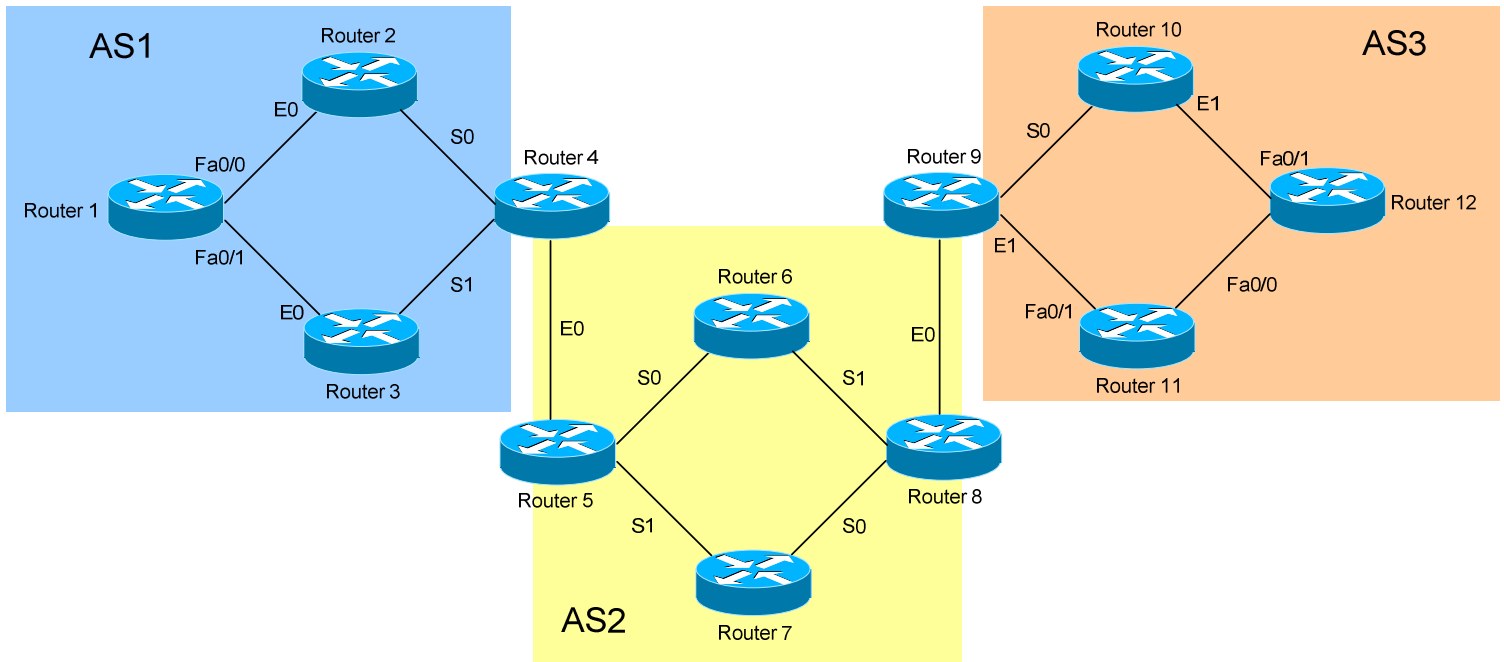 AS1
Router 2
E0
S0
Fa0/0
Router 1
Fa0/1
E0
S1
Router 3
Router 4
E0
Router 5
Router 6
S0
S1
S1
S0
Router 7
AS2
E0
Router 8
Router 9
Router 10
AS3
S0
E1
Fa0/1
Router 12
E1
Fa0/1
Fa0/0
Router 11